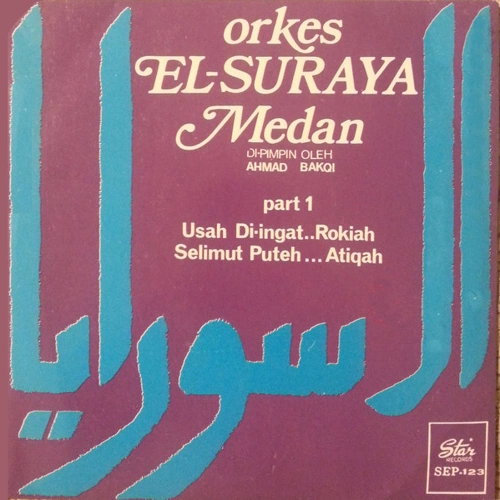 orkes
EL-SURAYA
Medan
DI-PIMPIN OLEH
AHMAD BAKQI
part 1
Usah Di-ingat..Rokiah
Selimut Puteh...Atiqah
السورايا
Star
RECORDS
SEP-123